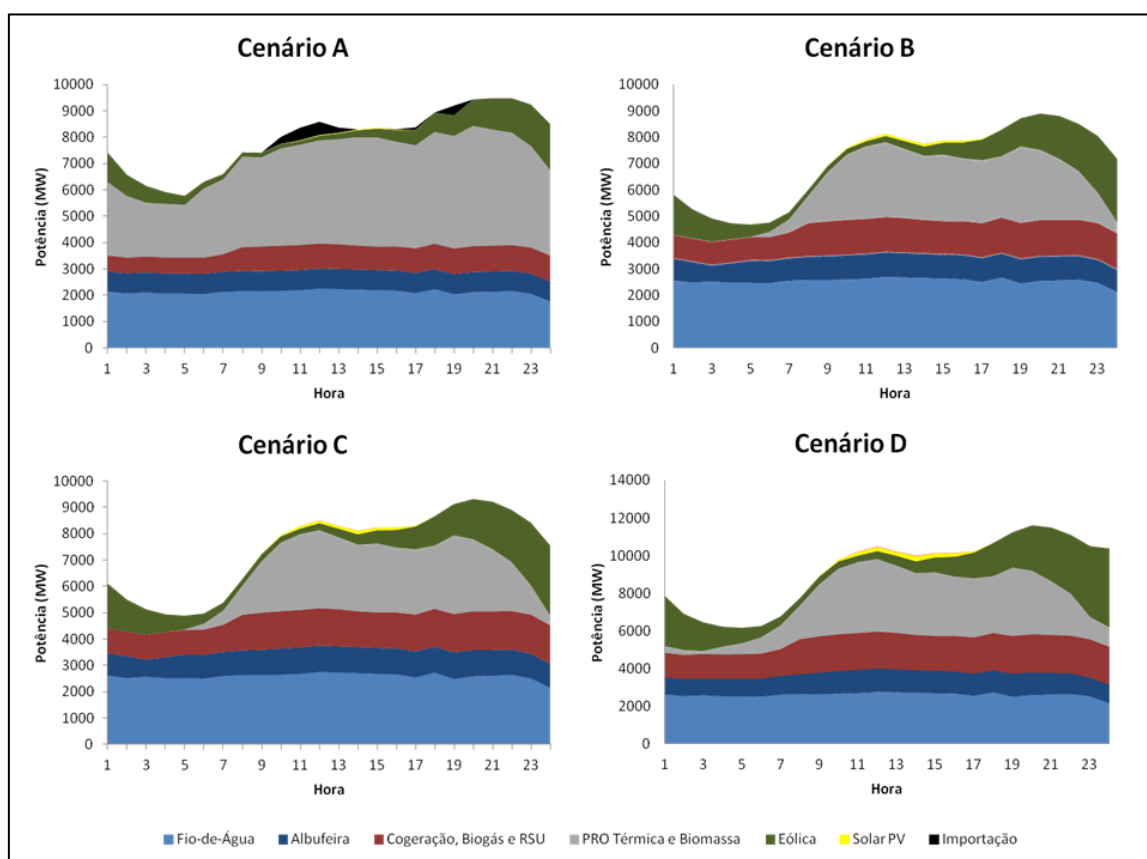 Cenário A
Potência (MW)
10000
9000
8000
7000
6000
5000
4000
3000
2000
1000
0
1 3 5 7 9 11 13 15 17 19 21 23
Hora
Cenário B
Potência (MW)
10000
9000
8000
7000
6000
5000
4000
3000
2000
1000
0
1 3 5 7 9 11 13 15 17 19 21 23
Hora
Cenário C
Potência (MW)
10000
9000
8000
7000
6000
5000
4000
3000
2000
1000
0
1 3 5 7 9 11 13 15 17 19 21 23
Hora
Cenário D
Potência (MW)
14000
12000
10000
8000
6000
4000
2000
0
1 3 5 7 9 11 13 15 17 19 21 23
Hora
Fio-de-Água Albufeira Cogeração, Biogás e RSU PRO Térmica e Biomassa Eólica Solar PV Importação